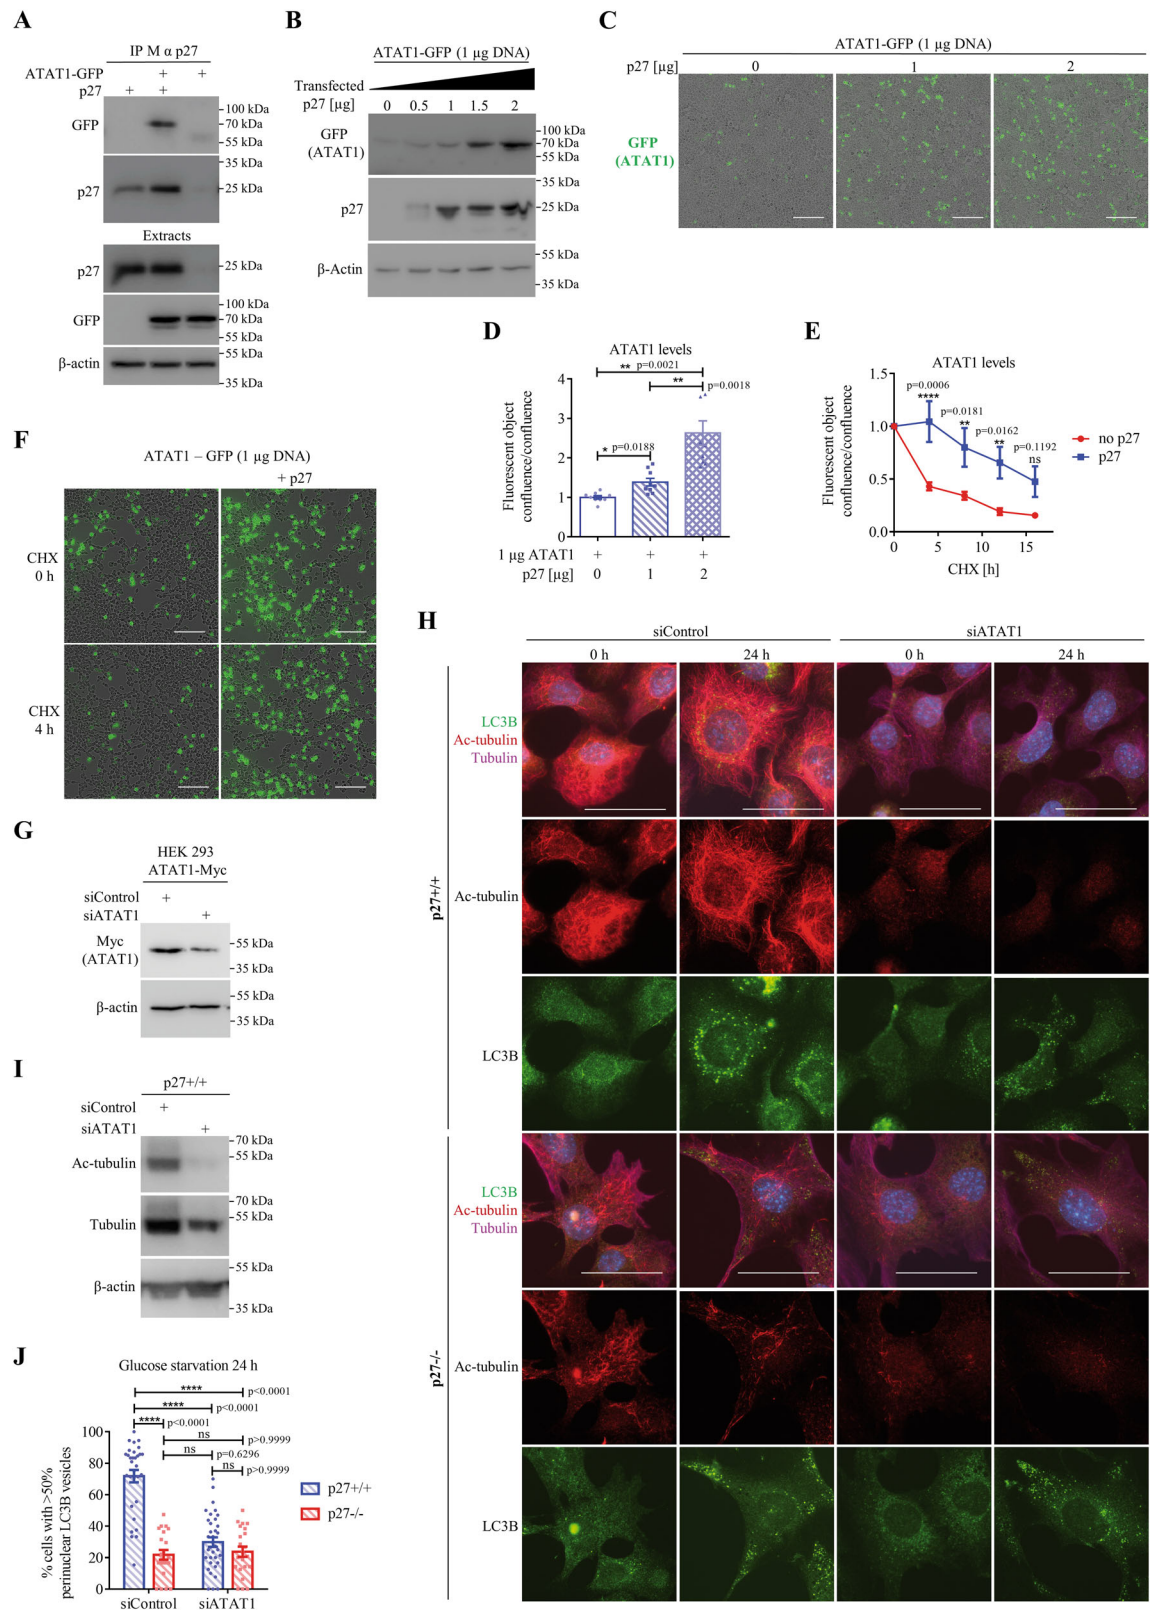 A
IP M α p27
ATAT1-GFP + +
p27 + +
GFP
100 kDa
70 kDa
55 kDa
p27
35 kDa
25 kDa
Extracts
p27
25 kDa
GFP
100 kDa
70 kDa
55 kDa
β-actin
55 kDa
35 kDa
B
ATAT1-GFP (1 µg DNA)
Transfected
p27 [µg] 0 0.5 1 1.5 2
GFP
(ATAT1)
100 kDa
70 kDa
55 kDa
p27
35 kDa
25 kDa
β-Actin
55 kDa
35 kDa
C
ATAT1-GFP (1 µg DNA)
p27 [µg] 0 1 2
GFP
(ATAT1)
D
ATAT1 levels
** p=0.0021
** p=0.0018
* p=0.0188
Fluorescent object
confluence/confluence
4
3
2
1
0
1 µg ATAT1 + + +
p27 [µg] 0 1 2
E
ATAT1 levels
Fluorescent object
confluence/confluence
1.5
1.0
0.5
0.0
p=0.0006
****
p=0.0181
**
p=0.0162
**
p=0.1192
ns
no p27
p27
0 5 10 15
CHX [h]
F
ATAT1 – GFP (1 µg DNA)
+ p27
CHX
0 h
CHX
4 h
G
HEK 293
ATAT1-Myc
siControl +
siATAT1 +
Myc
(ATAT1)
55 kDa
35 kDa
β-actin
55 kDa
35 kDa
H
siControl siATAT1
0 h 24 h 0 h 24 h
p27+/+
LC3B
Ac-tubulin
Tubulin
Ac-tubulin
LC3B
p27-/-
LC3B
Ac-tubulin
Tubulin
Ac-tubulin
LC3B
I
p27+/+
siControl +
siATAT1 +
Ac-tubulin
70 kDa
55 kDa
Tubulin
70 kDa
55 kDa
β-actin
55 kDa
35 kDa
J
Glucose starvation 24 h
**** p<0.0001
**** p<0.0001
**** p<0.0001
ns p>0.9999
ns p=0.6296
ns p>0.9999
% cells with >50%
perinuclear LC3B vesicles
100
80
60
40
20
0
siControl siATAT1
p27+/+
p27-/-